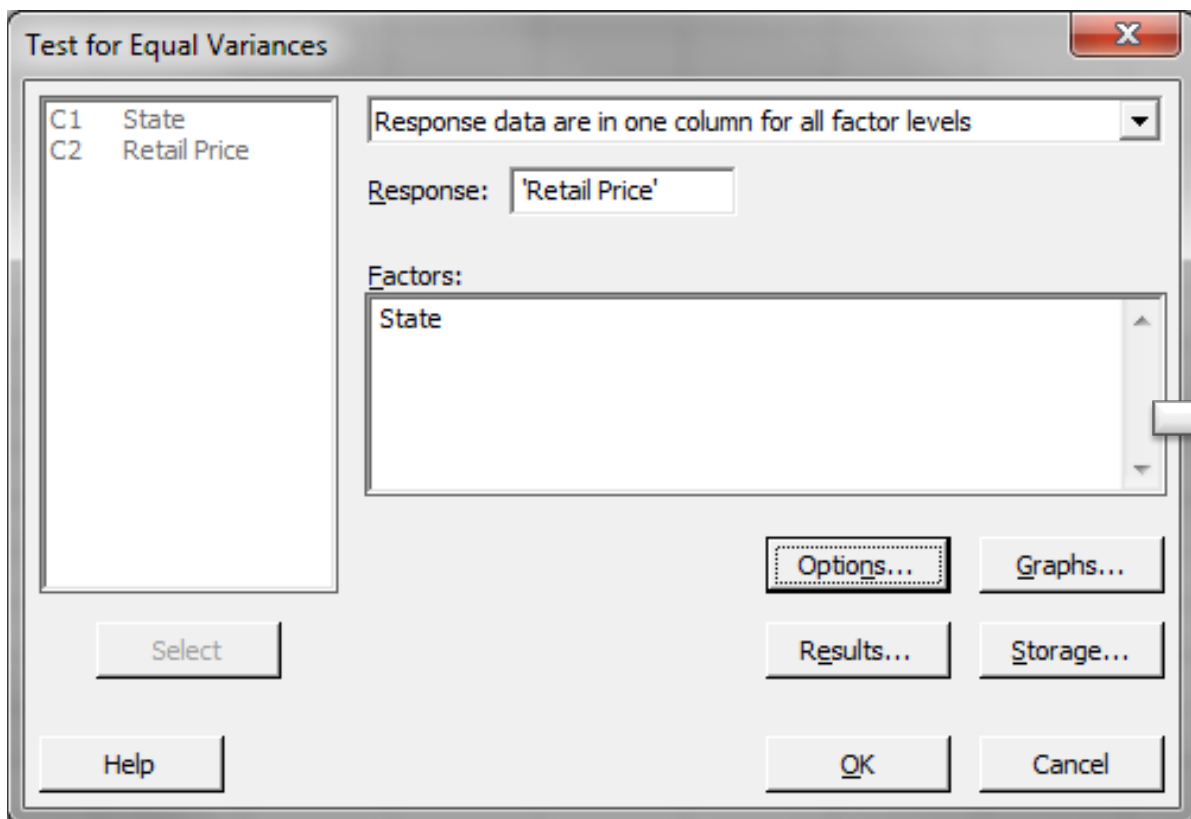 Test for Equal Variances
C1 State
C2 Retail Price
Response data are in one column for all factor levels
Response: 'Retail Price'
Factors:
State
Options... Graphs...
Select Results... Storage...
Help OK Cancel